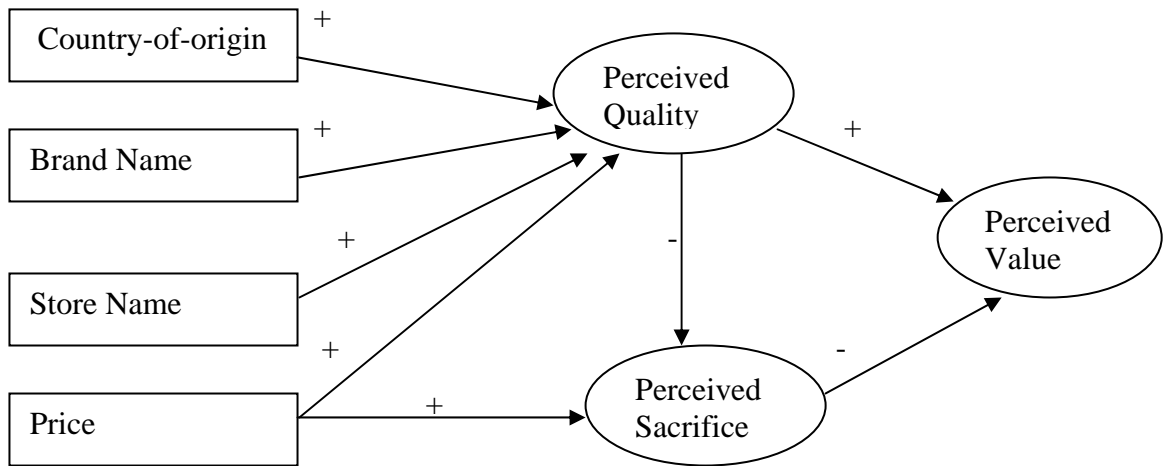 Country-of-origin
+
Perceived
Quality
Brand Name
+
+
Perceived
Value
Store Name
+
-
Price
+
+
Perceived
Sacrifice
-